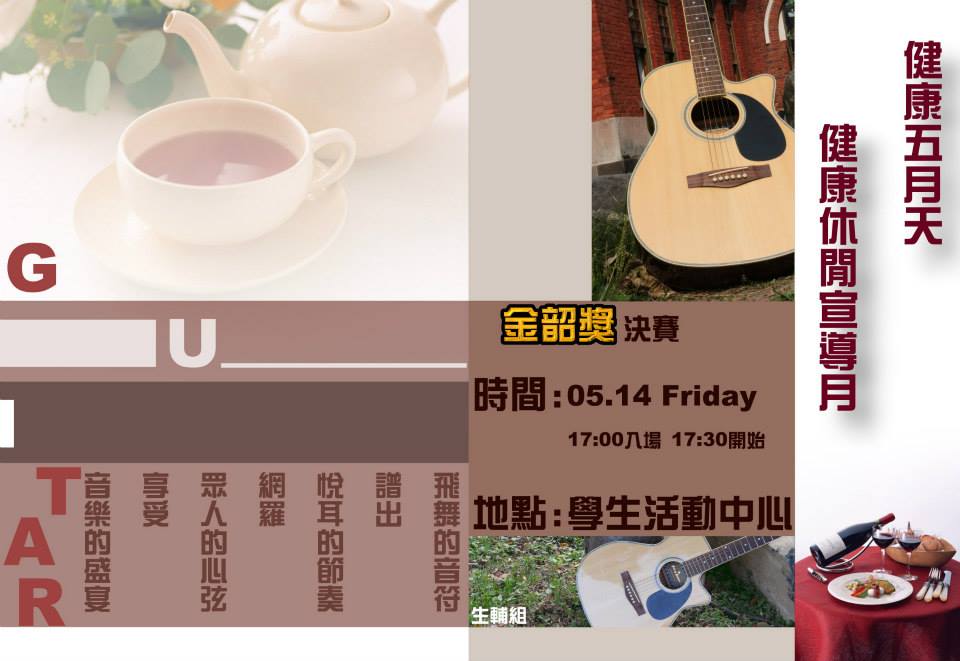 健康五月天
健康休閒宣導月
金韶獎 決賽
時間:05.14 Friday
17:00入場 17:30開始
地點:學生活動中心
生輔組
G
U
I
T
A
R
飛舞的音符
譜出
悅耳的節奏
網羅
眾人的心弦
享受
音樂的盛宴